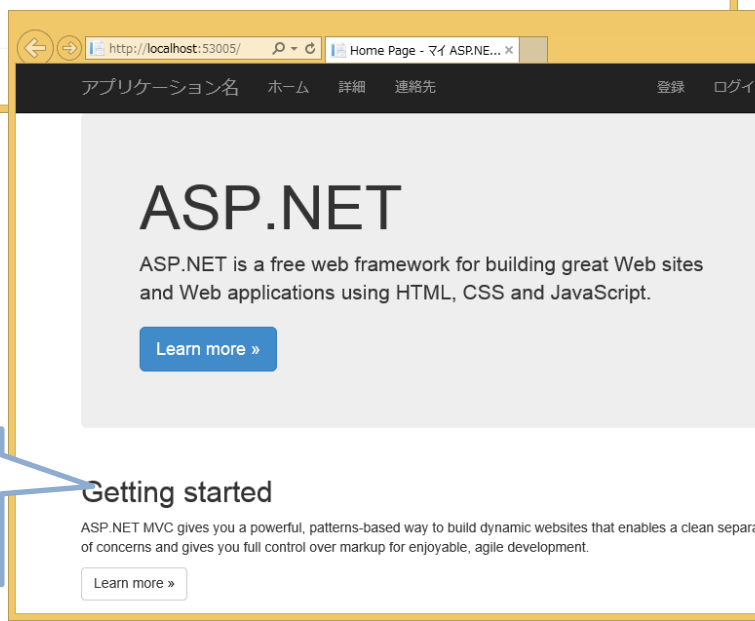 http://localhost:53005/
Home Page - マイ ASP.NE...
アプリケーション名 ホーム 詳細 連絡先 登録 ログイ
ASP.NET
ASP.NET is a free web framework for building great Web sites
and Web applications using HTML, CSS and JavaScript.
Learn more »
Getting started
ASP.NET MVC gives you a powerful, patterns-based way to build dynamic websites that enables a clean separa
of concerns and gives you full control over markup for enjoyable, agile development.
Learn more »